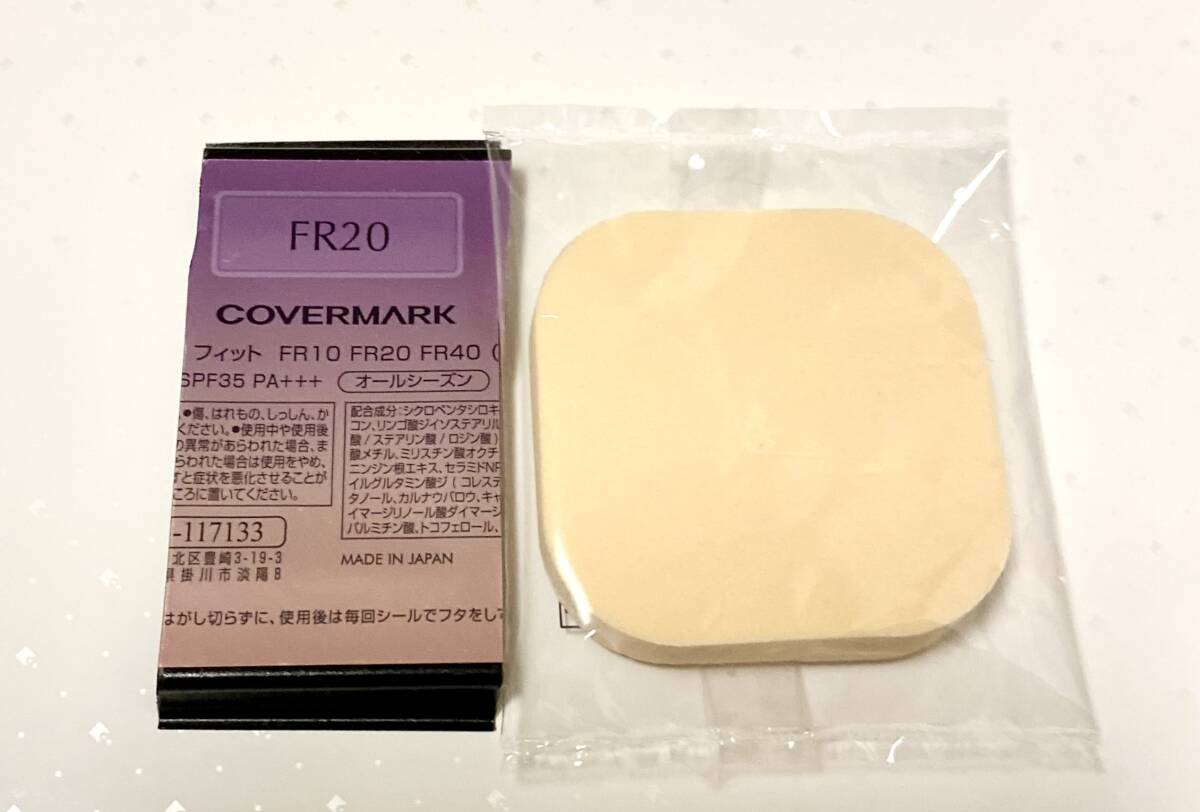 FR20
COVERMARK
フィット FR10 FR20 FR40 (
SPF35 PA+++ オールシーズン
、●傷、はれもの、しっしん、か
ください。●使用中や使用後
の異常があらわれた場合、ま
らわれた場合は使用をやめ、
すと症状を悪化させることが
ころに置いてください。
配合成分:シクロペンタシロキ
コン、リンゴ酸ジイソステアリル
酸/ステアリン酸/ロジン酸)
酸メチル、ミリスチン酸オクチ
ニンジン根エキス、セラミドNP
イルグルタミン酸ジ(コレステ
タノール、カルナウバロウ、キャ
イマージリノール酸ダイマージ
パルミチン酸、トコフェロール、
-117133
北区豊崎3-19-3
県掛川市淡陽8
MADE IN JAPAN
はがし切らずに、使用後は毎回シールでフタをして